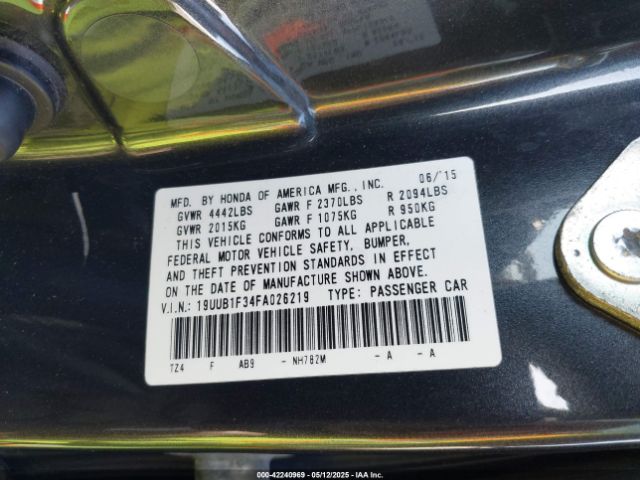 MFD. BY HONDA OF AMERICA MFG., INC. 06/'15
GVWR 4442LBS GAWR F 2370LBS R 2094LBS
GVWR 2015KG GAWR F 1075KG R 950KG
THIS VEHICLE CONFORMS TO ALL APPLICABLE
FEDERAL MOTOR VEHICLE SAFETY, BUMPER,
AND THEFT PREVENTION STANDARDS IN EFFECT
ON THE DATE OF MANUFACTURE SHOWN ABOVE.
V.I.N.: 19UUB1F34FA026219 TYPE: PASSENGER CAR
TZ4 F AB9 - NH782M - A - A
000-42240969 — 05/12/2025 — IAA Inc.